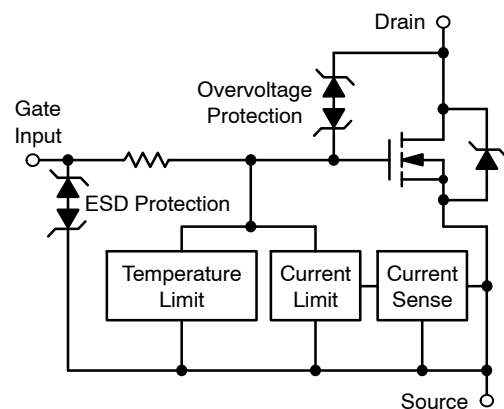 Drain
Overvoltage
Protection
Gate
Input
ESD Protection
Temperature
Limit
Current
Limit
Current
Sense
Source